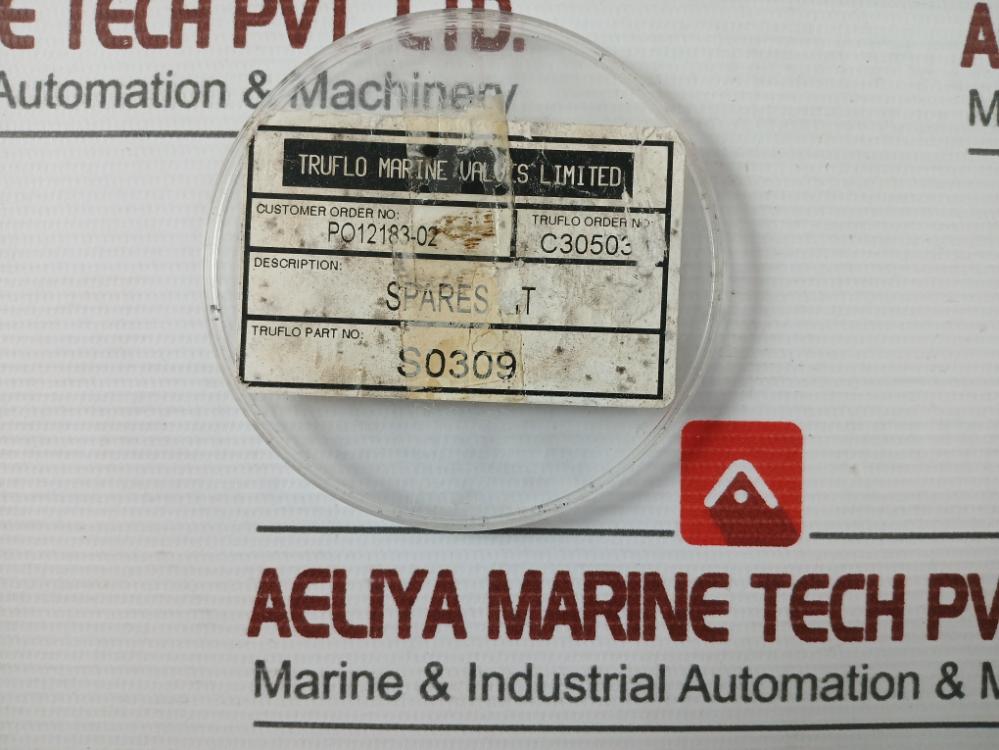 E TECH PVT. LTD.
Automation & Machinery
A
M
TRUFLO MARINE VALVES LIMITED
CUSTOMER ORDER NO:
PO12183-02
TRUFLO ORDER NO
C30503
DESCRIPTION:
SPARES
TRUFLO PART NO:
S0309
AELIYA MARINE TECH PV
Marine & Industrial Automation & M